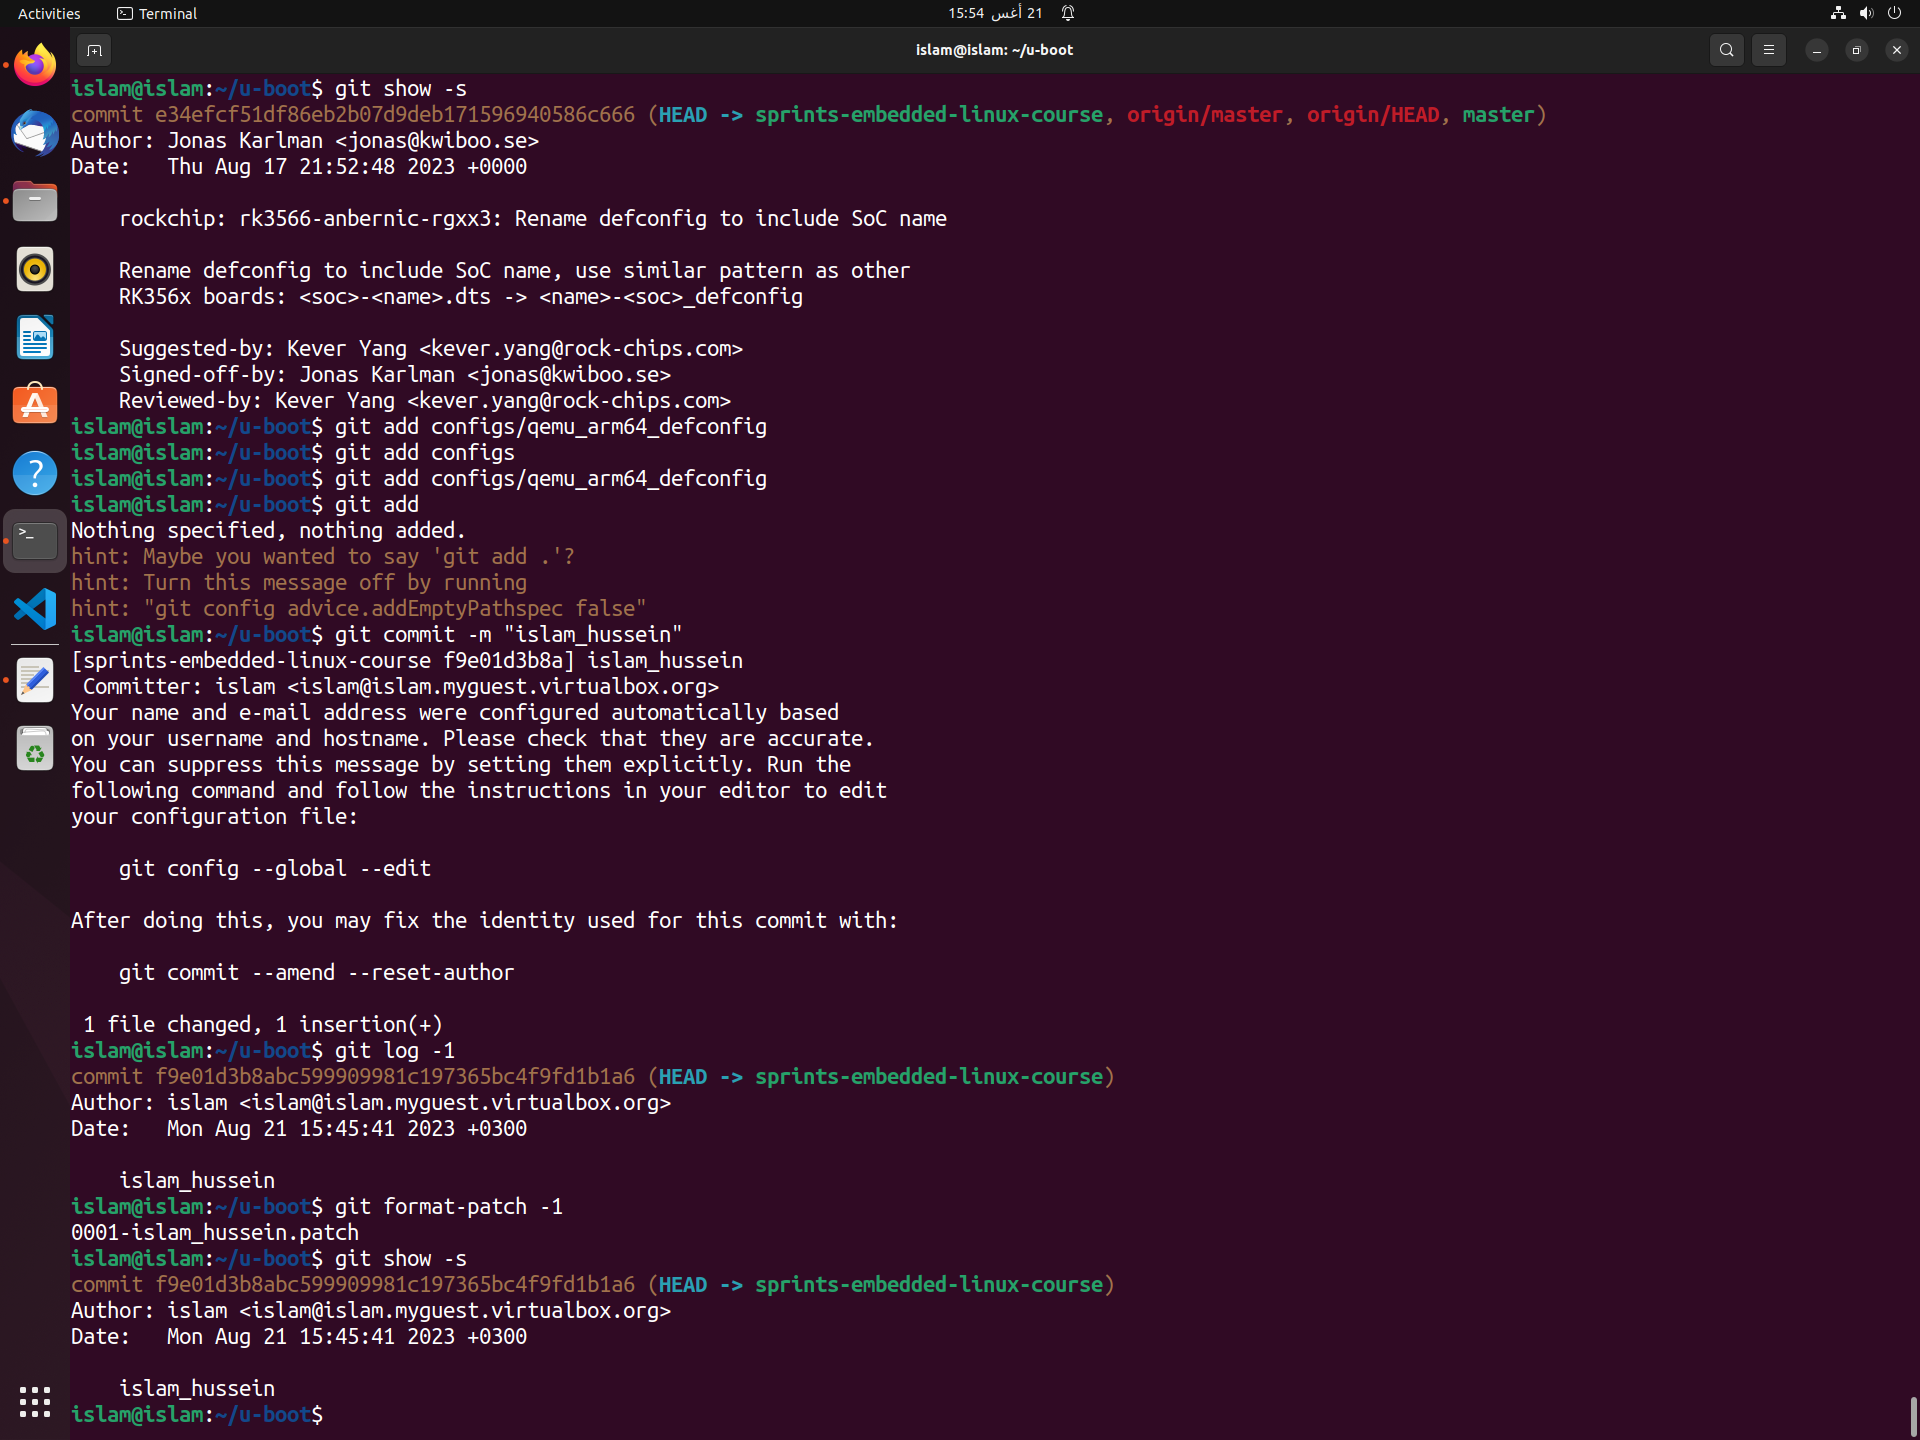 Activities
Terminal
21 أغس 15:54
islam@islam: ~/u-boot
islam@islam:~/u-boot$ git show -s
commit e34efcf51df86eb2b07d9deb171596940586c666 (HEAD -> sprints-embedded-linux-course, origin/master, origin/HEAD, master)
Author: Jonas Karlman <jonas@kwiboo.se>
Date:   Thu Aug 17 21:52:48 2023 +0000
    rockchip: rk3566-anbernic-rgxx3: Rename defconfig to include SoC name
    Rename defconfig to include SoC name, use similar pattern as other
    RK356x boards: <soc>-<name>.dts -> <name>-<soc>_defconfig
    Suggested-by: Kever Yang <kever.yang@rock-chips.com>
    Signed-off-by: Jonas Karlman <jonas@kwiboo.se>
    Reviewed-by: Kever Yang <kever.yang@rock-chips.com>
islam@islam:~/u-boot$ git add configs/qemu_arm64_defconfig
islam@islam:~/u-boot$ git add configs
islam@islam:~/u-boot$ git add configs/qemu_arm64_defconfig
islam@islam:~/u-boot$ git add
Nothing specified, nothing added.
hint: Maybe you wanted to say 'git add .'?
hint: Turn this message off by running
hint: "git config advice.addEmptyPathspec false"
islam@islam:~/u-boot$ git commit -m "islam_hussein"
[sprints-embedded-linux-course f9e01d3b8a] islam_hussein
 Committer: islam <islam@islam.myguest.virtualbox.org>
Your name and e-mail address were configured automatically based
on your username and hostname. Please check that they are accurate.
You can suppress this message by setting them explicitly. Run the
following command and follow the instructions in your editor to edit
your configuration file:
    git config --global --edit
After doing this, you may fix the identity used for this commit with:
    git commit --amend --reset-author
 1 file changed, 1 insertion(+)
islam@islam:~/u-boot$ git log -1
commit f9e01d3b8abc599909981c197365bc4f9fd1b1a6 (HEAD -> sprints-embedded-linux-course)
Author: islam <islam@islam.myguest.virtualbox.org>
Date:   Mon Aug 21 15:45:41 2023 +0300
    islam_hussein
islam@islam:~/u-boot$ git format-patch -1
0001-islam_hussein.patch
islam@islam:~/u-boot$ git show -s
commit f9e01d3b8abc599909981c197365bc4f9fd1b1a6 (HEAD -> sprints-embedded-linux-course)
Author: islam <islam@islam.myguest.virtualbox.org>
Date:   Mon Aug 21 15:45:41 2023 +0300
    islam_hussein
islam@islam:~/u-boot$